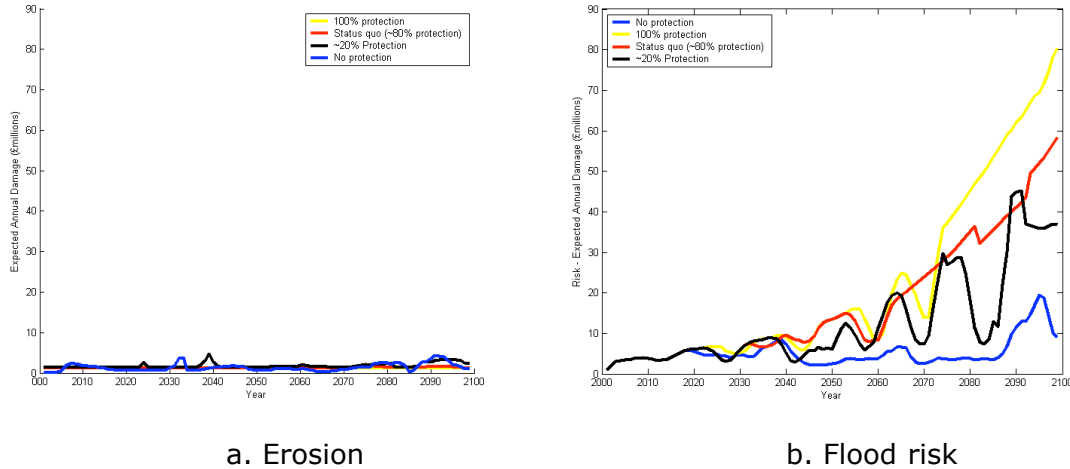 Expected Annual Damage (£millions)
90
80
70
60
50
40
30
20
10
0
100% protection
Status quo (~80% protection)
~20% Protection
No protection
000 2010 2020 2030 2040 2050 2060 2070 2080 2090 2100
Year
a. Erosion
Risk - Expected Annual Damage (£millions)
90
80
70
60
50
40
30
20
10
0
No protection
100% protection
Status quo (~80% protection)
~20% Protection
2000 2010 2020 2030 2040 2050 2060 2070 2080 2090 2100
Year
b. Flood risk